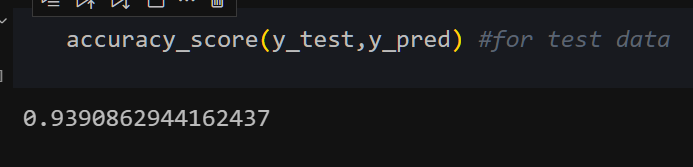 accuracy_score(y_test,y_pred) #for test data
0.9390862944162437